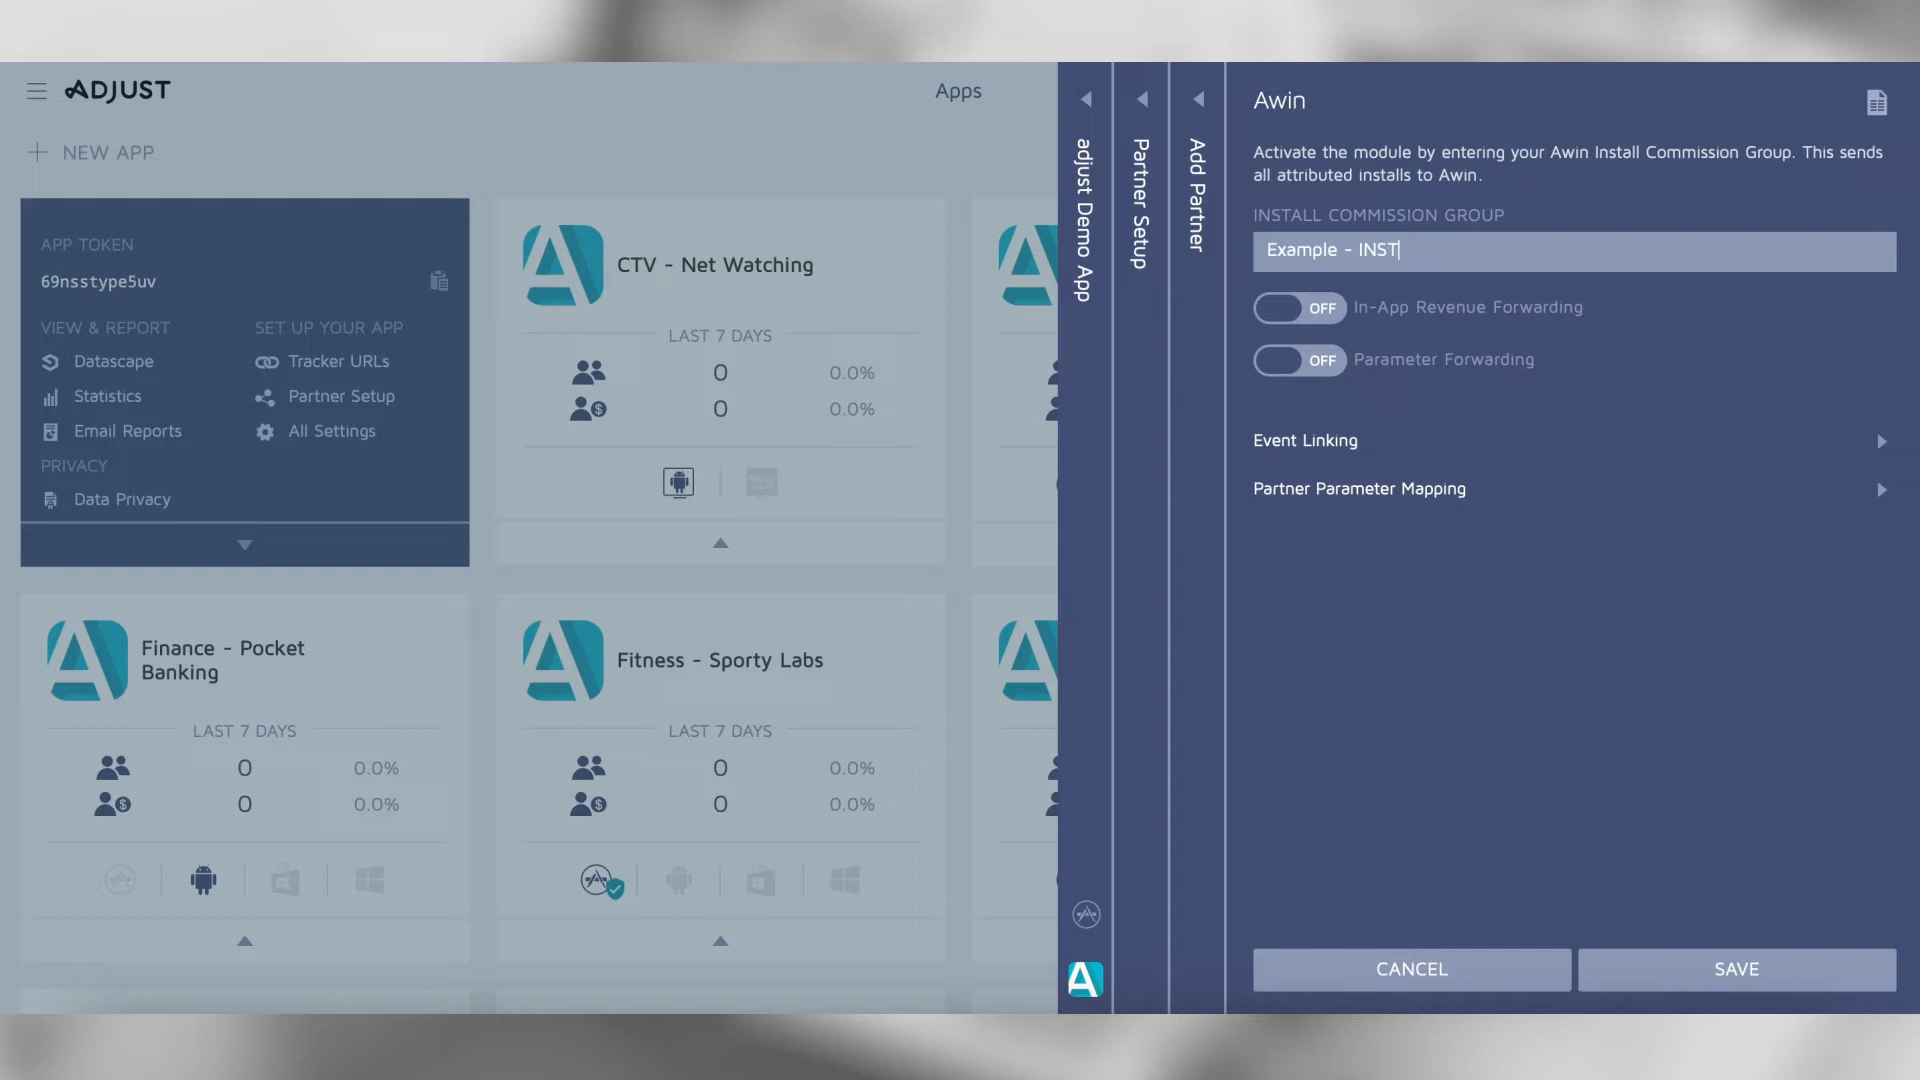 ADJUST
Apps
NEW APP
APP TOKEN
69nsstype5uv
VIEW & REPORT
SET UP YOUR APP
Datascape
Tracker URLs
Statistics
Partner Setup
Email Reports
All Settings
PRIVACY
Data Privacy
CTV - Net Watching
LAST 7 DAYS
0
0.0%
0
0.0%
Finance - Pocket
Banking
LAST 7 DAYS
0
0.0%
0
0.0%
Fitness - Sporty Labs
LAST 7 DAYS
0
0.0%
0
0.0%
adjust Demo App
Partner Setup
Add Partner
Awin
Activate the module by entering your Awin Install Commission Group. This sends
all attributed installs to Awin.
INSTALL COMMISSION GROUP
Example - INST
OFF In-App Revenue Forwarding
OFF Parameter Forwarding
Event Linking
Partner Parameter Mapping
CANCEL
SAVE